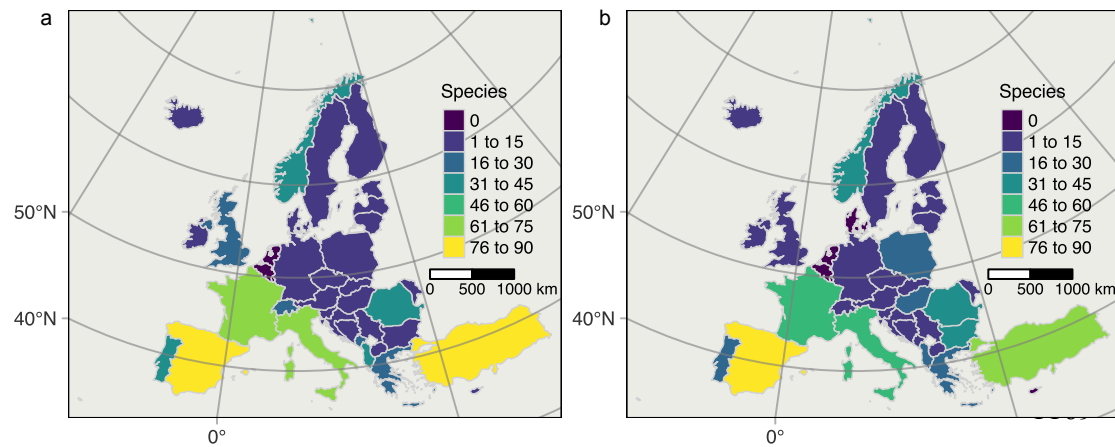 a
b
Species
0
1 to 15
16 to 30
31 to 45
46 to 60
61 to 75
76 to 90
0 500 1000 km
50°N
40°N
0°
Species
0
1 to 15
16 to 30
31 to 45
46 to 60
61 to 75
76 to 90
0 500 1000 km
0°